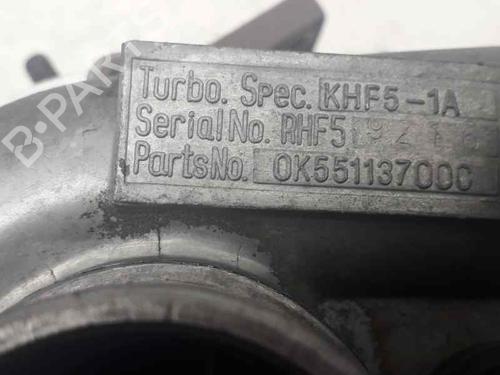 B-PARTS
Turbo. Spec. KHF5-1A
Serial No. RHF5
Parts No. 0K55113700C